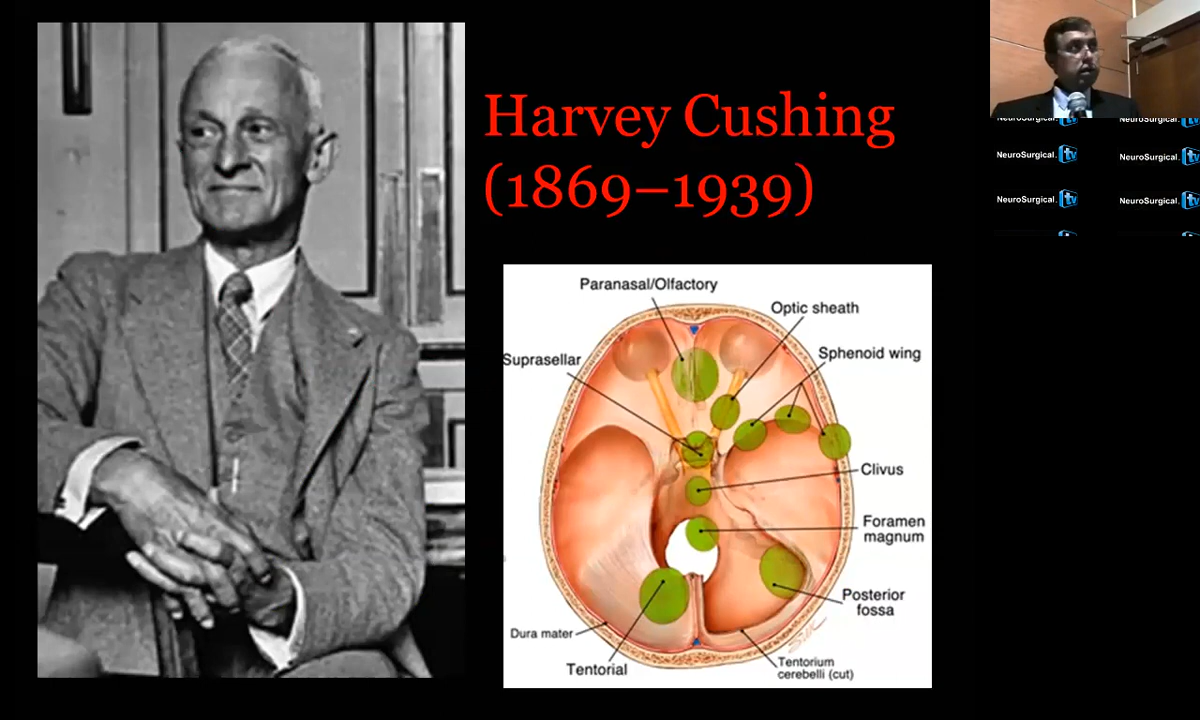 Harvey Cushing
(1869–1939)
Paranasal/Olfactory
Optic sheath
Suprasellar
Sphenoid wing
Clivus
Foramen
magnum
Posterior
fossa
Dura mater
Tentorial
Tentorium
cerebelli (cut)
NeuroSurgical.tv NeuroSurgical.tv
NeuroSurgical.tv NeuroSurgical.tv
NeuroSurgical.tv NeuroSurgical.tv